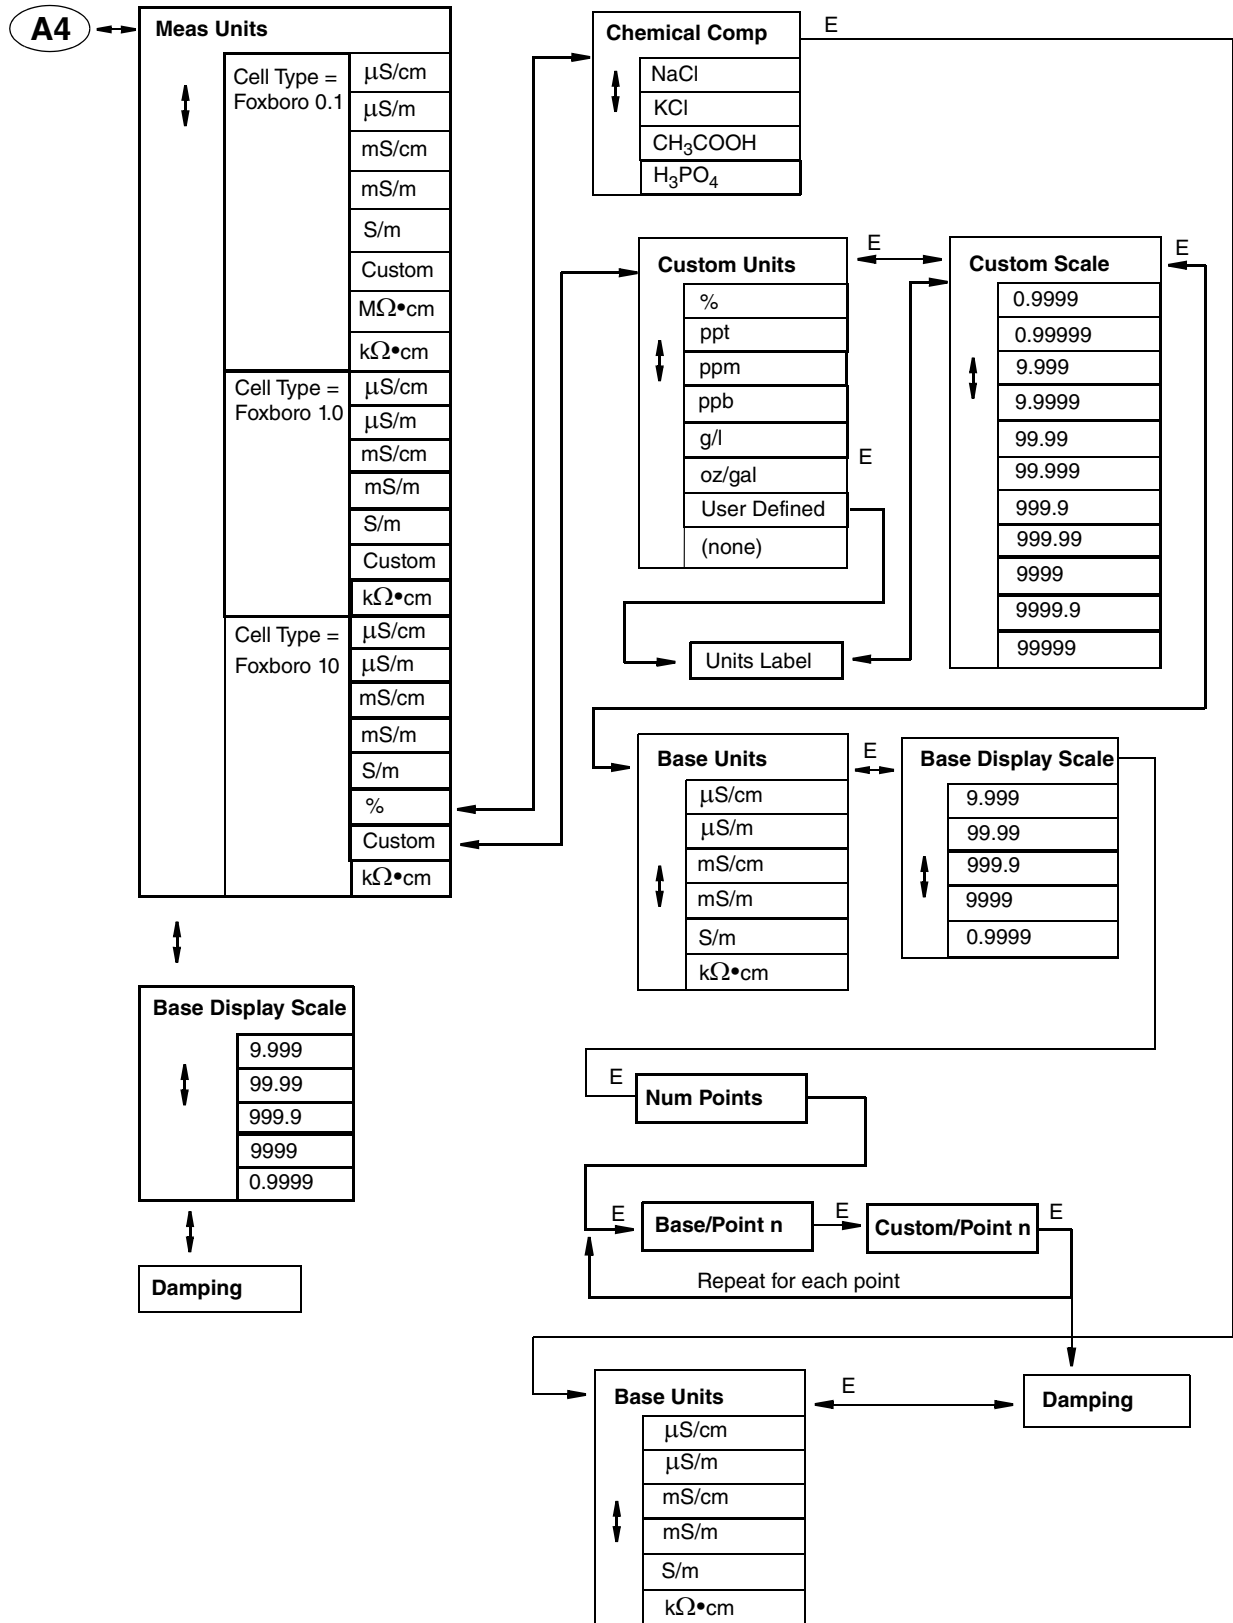 A4
Meas Units
Cell Type =
Foxboro 0.1
μS/cm
μS/m
mS/cm
mS/m
S/m
Custom
MΩ•cm
kΩ•cm
Cell Type =
Foxboro 1.0
μS/cm
μS/m
mS/cm
mS/m
S/m
Custom
kΩ•cm
Cell Type =
Foxboro 10
μS/cm
μS/m
mS/cm
mS/m
S/m
%
Custom
kΩ•cm
Base Display Scale
9.999
99.99
999.9
9999
0.9999
Damping
Chemical Comp
E
NaCl
KCl
CH₃COOH
H₃PO₄
Custom Units
E
%
ppt
ppm
ppb
g/l
E
oz/gal
User Defined
(none)
Units Label
Custom Scale
E
0.9999
0.99999
9.999
9.9999
99.99
99.999
999.9
999.99
9999
9999.9
99999
Base Units
E
μS/cm
μS/m
mS/cm
mS/m
S/m
kΩ•cm
Base Display Scale
9.999
99.99
999.9
9999
0.9999
E
Num Points
E
Base/Point n
E
Custom/Point n
E
Repeat for each point
Base Units
E
Damping
μS/cm
μS/m
mS/cm
mS/m
S/m
kΩ•cm